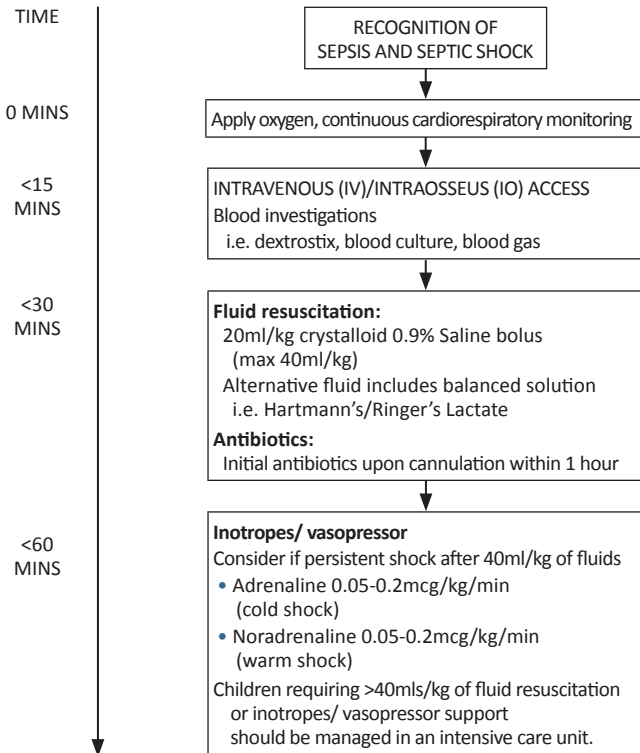 TIME
RECOGNITION OF
SEPSIS AND SEPTIC SHOCK
0 MINS
Apply oxygen, continuous cardiorespiratory monitoring
<15
MINS
INTRAVENOUS (IV)/INTRAOSSEUS (IO) ACCESS
Blood investigations
i.e. dextrostix, blood culture, blood gas
<30
MINS
Fluid resuscitation:
20ml/kg crystalloid 0.9% Saline bolus
(max 40ml/kg)
Alternative fluid includes balanced solution
i.e. Hartmann's/Ringer's Lactate
Antibiotics:
Initial antibiotics upon cannulation within 1 hour
<60
MINS
Inotropes/ vasopressor
Consider if persistent shock after 40ml/kg of fluids
• Adrenaline 0.05-0.2mcg/kg/min
(cold shock)
• Noradrenaline 0.05-0.2mcg/kg/min
(warm shock)
Children requiring >40mls/kg of fluid resuscitation
or inotropes/ vasopressor support
should be managed in an intensive care unit.